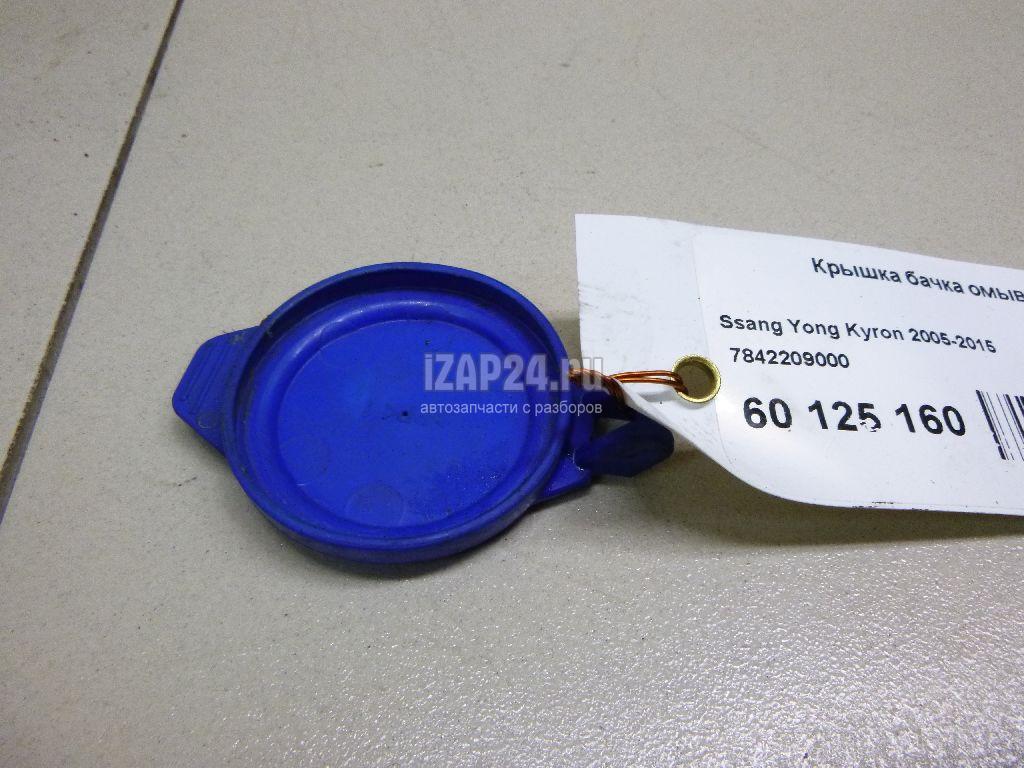 Крышка бачка омыв
Ssang Yong Kyron 2005-2015
7842209000
60 125 160
iZAP24.ru
автозапчасти с разборов